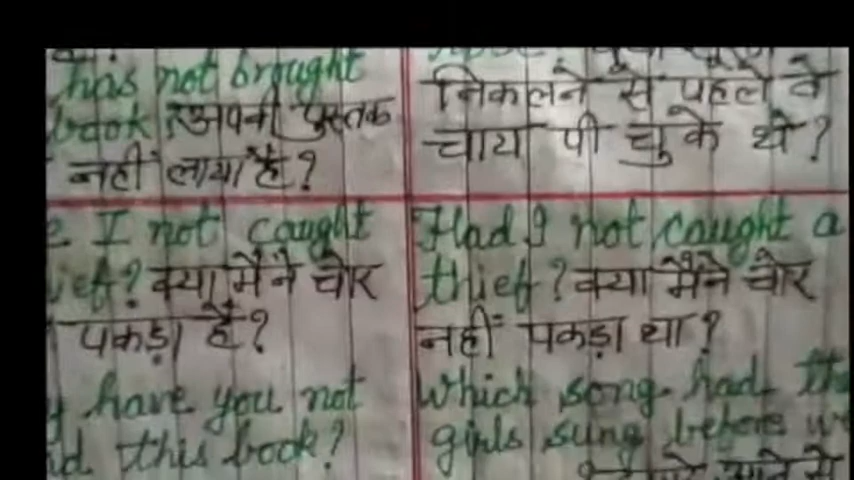 has not brought
book? अपनी पुस्तक
नहीं लाया है?
I not caught
क्या मैंने चोर
पकड़ा है?
have you not
this book?
निकलने से पहले वे
चाय पी चुके थे?
Had I not caught a
thief? क्या मैंने चोर
नहीं पकड़ा था?
Which song had
girls sung before